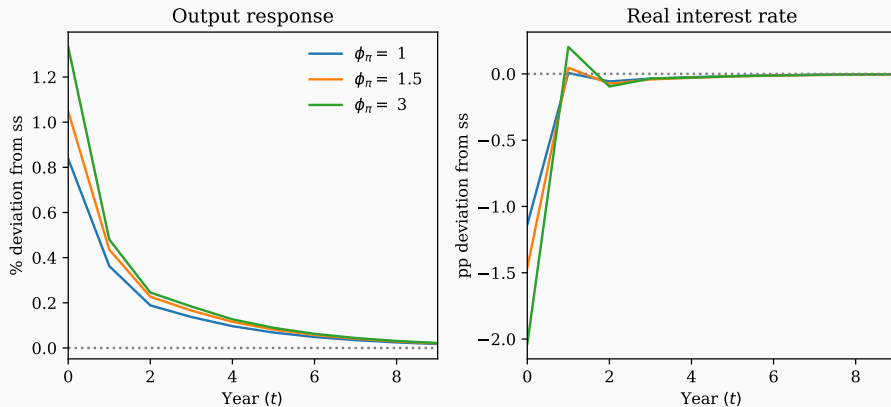 Output response
% deviation from ss
1.2
1.0
0.8
0.6
0.4
0.2
0.0
0 2 4 6 8
Year (t)
ϕπ = 1
ϕπ = 1.5
ϕπ = 3
Real interest rate
pp deviation from ss
0.0
−0.5
−1.0
−1.5
−2.0
0 2 4 6 8
Year (t)